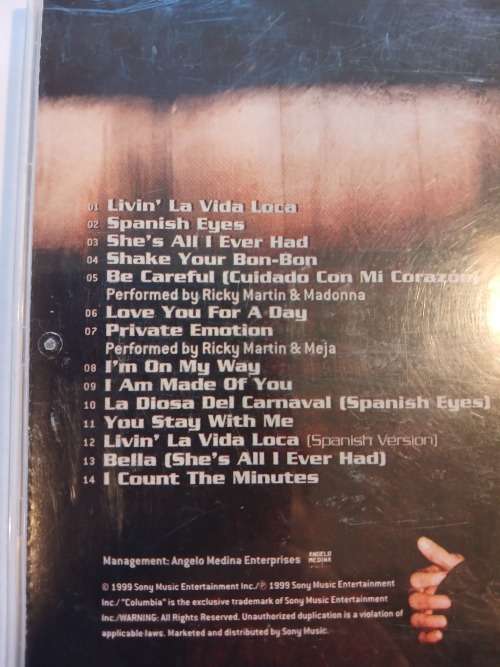 01 Livin' La Vida Loca
02 Spanish Eyes
03 She's All I Ever Had
04 Shake Your Bon-Bon
05 Be Careful (Cuidado Con Mi Corazón)
Performed by Ricky Martin & Madonna
06 Love You For A Day
07 Private Emotion
Performed by Ricky Martin & Meja
08 I'm On My Way
09 I Am Made Of You
10 La Diosa Del Carnaval (Spanish Eyes)
11 You Stay With Me
12 Livin' La Vida Loca (Spanish Version)
13 Bella (She's All I Ever Had)
14 I Count The Minutes
Management: Angelo Medina Enterprises ANGELO
MEDINA
© 1999 Sony Music Entertainment Inc./℗ 1999 Sony Music Entertainment
Inc./"Columbia" is the exclusive trademark of Sony Music Entertainment
Inc./WARNING: All Rights Reserved. Unauthorized duplication is a violation of
applicable laws. Marketed and distributed by Sony Music.